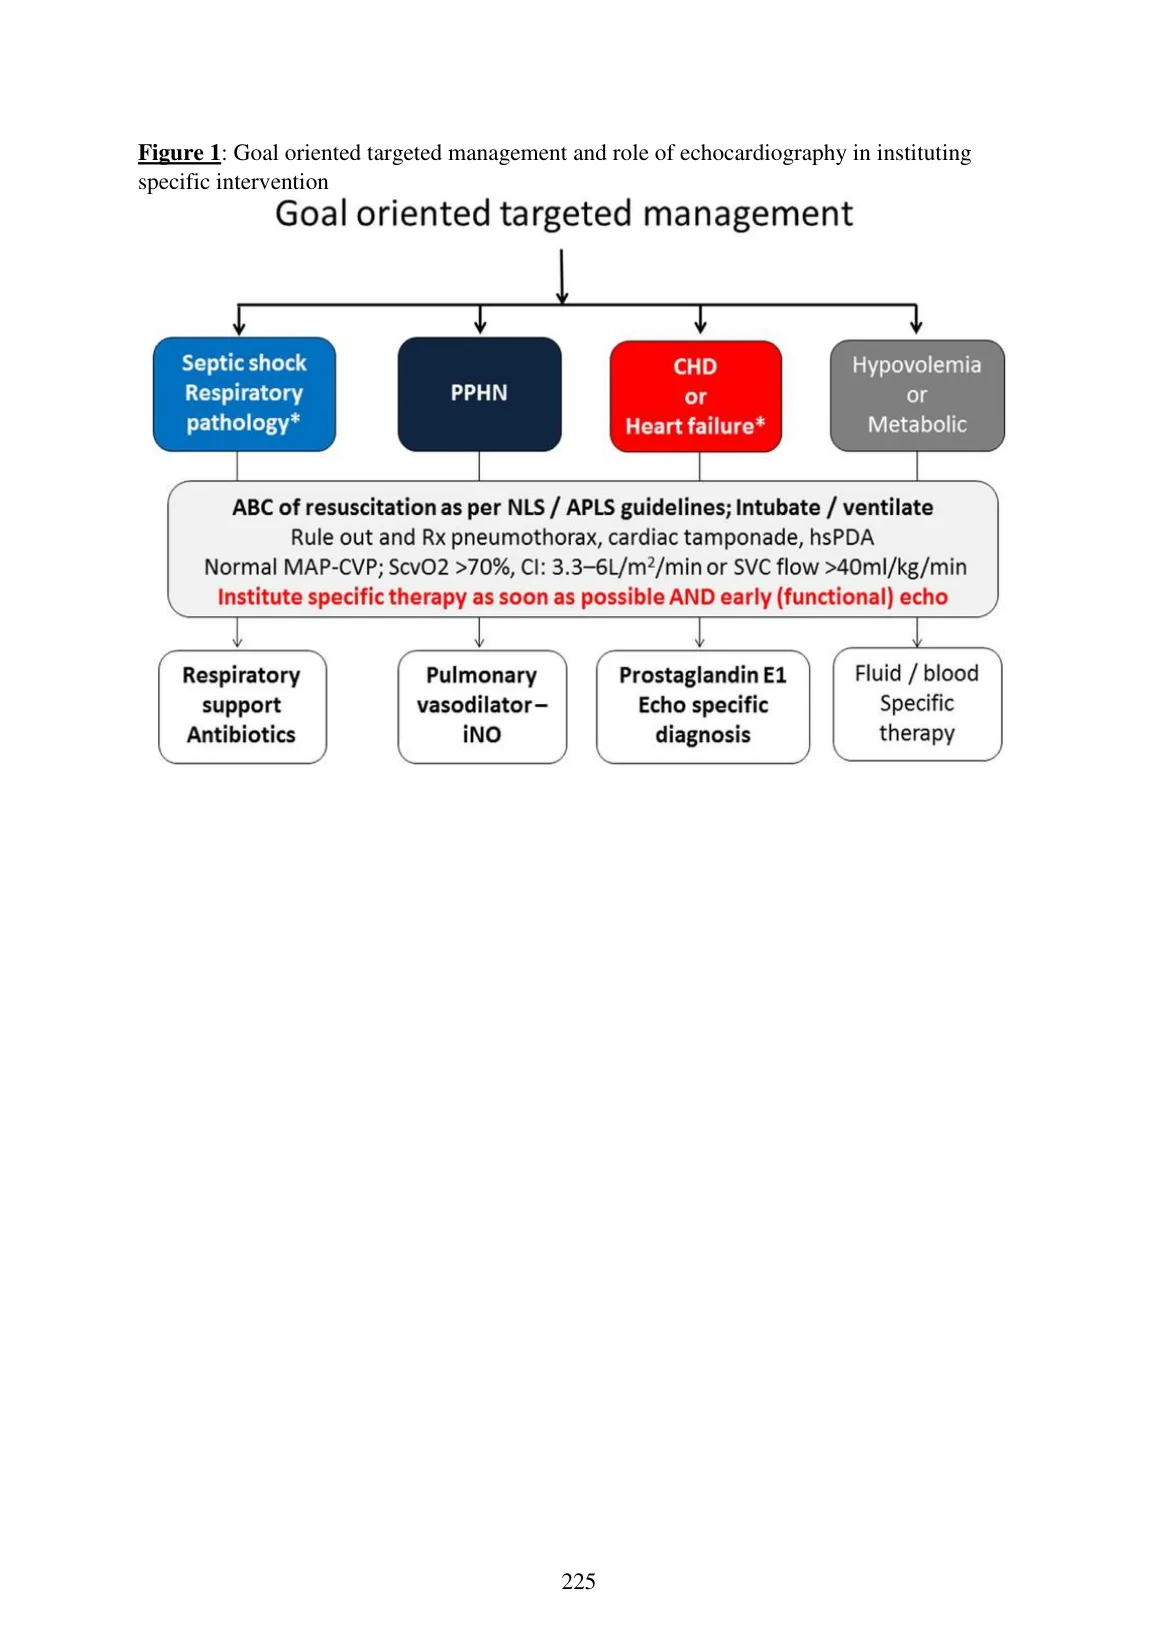 Figure 1: Goal oriented targeted management and role of echocardiography in instituting
specific intervention
Goal oriented targeted management
Septic shock
Respiratory
pathology*
PPHN
CHD
or
Heart failure*
Hypovolemia
or
Metabolic
ABC of resuscitation as per NLS / APLS guidelines; Intubate / ventilate
Rule out and Rx pneumothorax, cardiac tamponade, hsPDA
Normal MAP-CVP; ScvO2 >70%, CI: 3.3–6L/m²/min or SVC flow >40ml/kg/min
Institute specific therapy as soon as possible AND early (functional) echo
Respiratory
support
Antibiotics
Pulmonary
vasodilator –
iNO
Prostaglandin E1
Echo specific
diagnosis
Fluid / blood
Specific
therapy
225